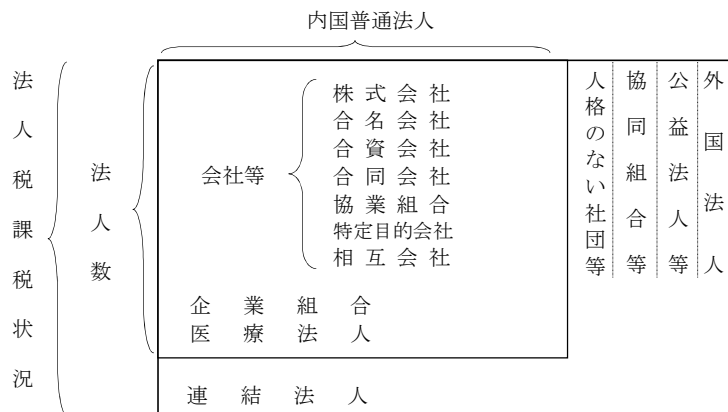 内国普通法人
法人税課税状況
法人数
会社等
株式会社
合名会社
合資会社
合同会社
協業組合
特定目的会社
相互会社
企業組合
医療法人
連結法人
人格のない社団等
協同組合等
公益法人等
外国法人